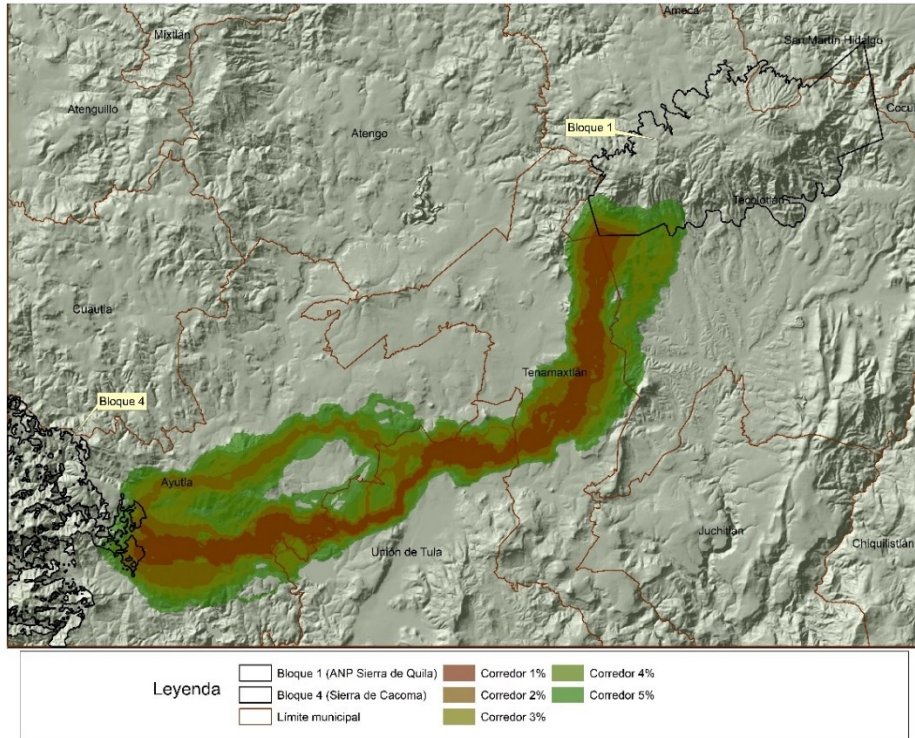 Ameca
Mixtlán
San Martín Hidalgo
Atenguillo
Cocu
Atengo
Bloque 1
Tecolotlán
Cuautla
Tenamaxtlán
Bloque 4
Ayutla
Juchitlán
Unión de Tula
Chiquilistlán
Leyenda
Bloque 1 (ANP Sierra de Quila)
Bloque 4 (Sierra de Cacoma)
Límite municipal
Corredor 1%
Corredor 2%
Corredor 3%
Corredor 4%
Corredor 5%